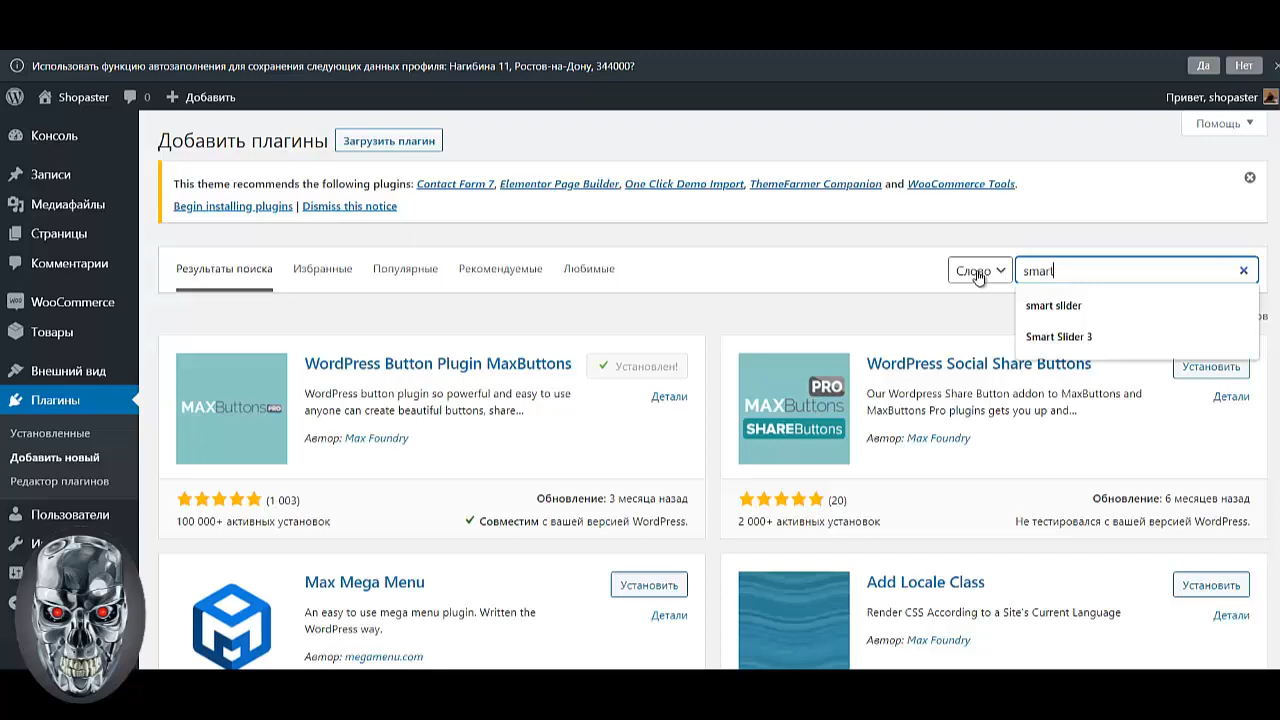 Использовать функцию автозаполнения для сохранения следующих данных профиля: Нагибина 11, Ростов-на-Дону, 344000?
Да
Нет
Shopaster
0
Добавить
Привет, shopaster
Консоль
Записи
Медиафайлы
Страницы
Комментарии
WooCommerce
Товары
Внешний вид
Плагины
Установленные
Добавить новый
Редактор плагинов
Пользователи
Добавить плагины
Загрузить плагин
Помощь
This theme recommends the following plugins: Contact Form 7, Elementor Page Builder, One Click Demo Import, ThemeFarmer Companion and WooCommerce Tools.
Begin installing plugins | Dismiss this notice
Результаты поиска
Избранные
Популярные
Рекомендуемые
Любимые
Слово
smart
smart slider
Smart Slider 3
MAXButtons PRO
WordPress Button Plugin MaxButtons
Установлен!
WordPress button plugin so powerful and easy to use
anyone can create beautiful buttons, share...
Детали
Автор: Max Foundry
(1 003)
100 000+ активных установок
Обновление: 3 месяца назад
Совместим с вашей версией WordPress.
PRO
MAXButtons
SHAREButtons
WordPress Social Share Buttons
Установить
Our Wordpress Share Button addon to MaxButtons and
MaxButtons Pro plugins gets you up and...
Детали
Автор: Max Foundry
(20)
2 000+ активных установок
Обновление: 6 месяцев назад
Не тестировался с вашей версией WordPress.
Max Mega Menu
Установить
An easy to use mega menu plugin. Written the
WordPress way.
Детали
Автор: megamenu.com
Add Locale Class
Установить
Render CSS According to a Site's Current Language
Детали
Автор: Max Foundry